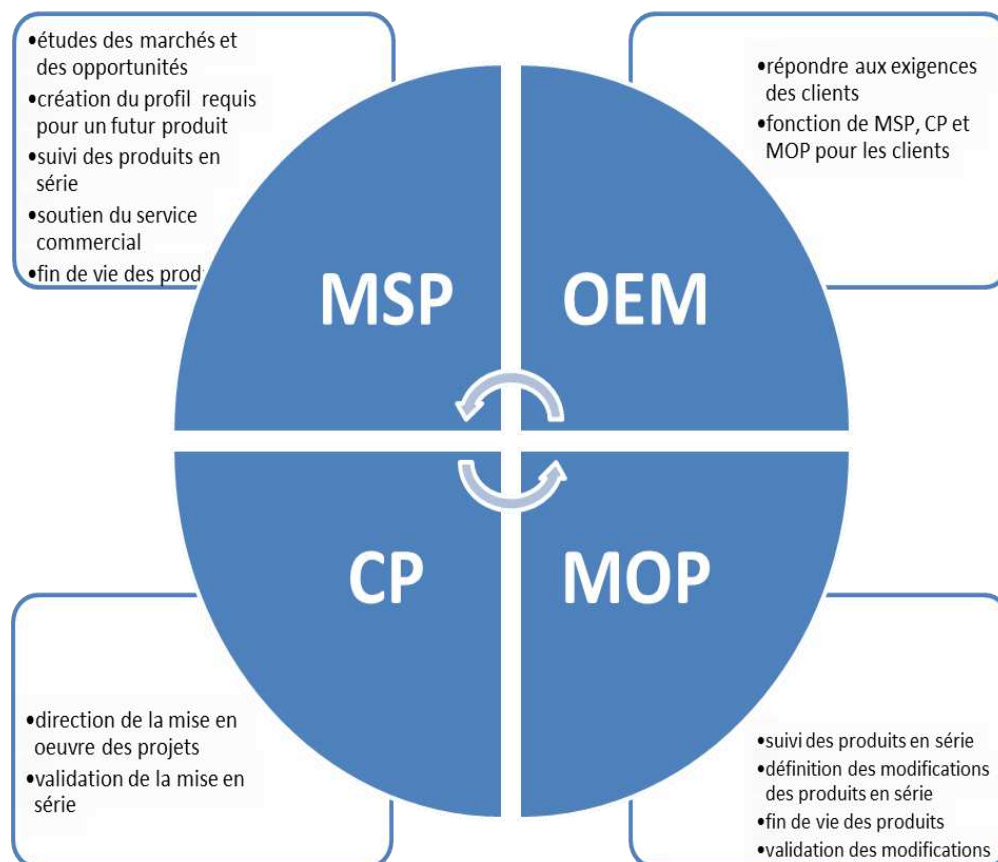 •études des marchés et
des opportunités
•création du profil requis
pour un futur produit
•suivi des produits en
série
•soutien du service
commercial
•fin de vie des prod
•répondre aux exigences
des clients
•fonction de MSP, CP et
MOP pour les clients
MSP
OEM
CP
MOP
•direction de la mise en
oeuvre des projets
•validation de la mise en
série
•suivi des produits en série
•définition des modifications
des produits en série
•fin de vie des produits
•validation des modifications